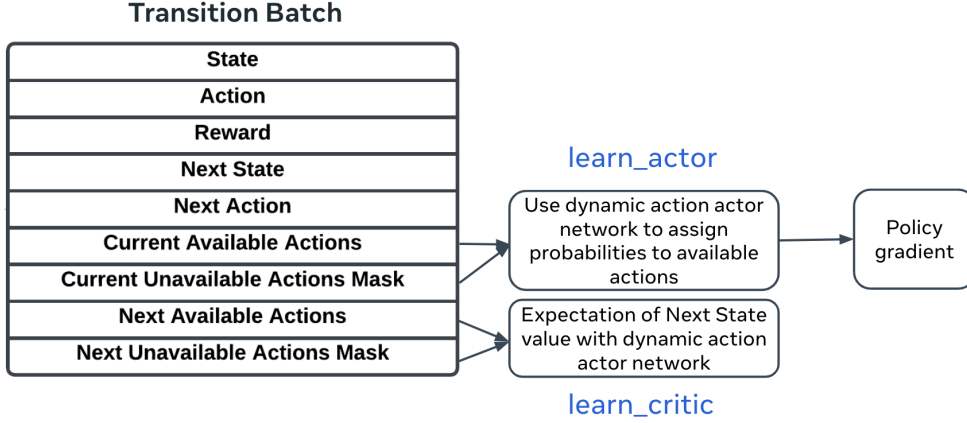 Transition Batch
State
Action
Reward
Next State
Next Action
Current Available Actions
Current Unavailable Actions Mask
Next Available Actions
Next Unavailable Actions Mask
learn_actor
Use dynamic action actor
network to assign
probabilities to available
actions
Policy
gradient
Expectation of Next State
value with dynamic action
actor network
learn_critic